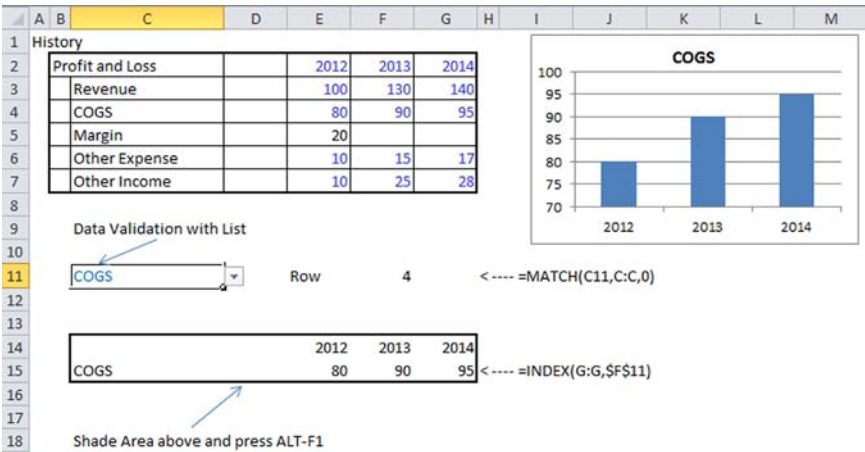 A B C D E F G H I J K L M
1 History
2 Profit and Loss 2012 2013 2014
3 Revenue 100 130 140
4 COGS 80 90 95
5 Margin 20
6 Other Expense 10 15 17
7 Other Income 10 25 28
8
9 Data Validation with List
10
11 COGS Row 4 <---- =MATCH(C11,C:C,0)
12
13
14 2012 2013 2014
15 COGS 80 90 95 <---- =INDEX(G:G,$F$11)
16
17
18 Shade Area above and press ALT-F1
COGS
100
95
90
85
80
75
70
2012 2013 2014